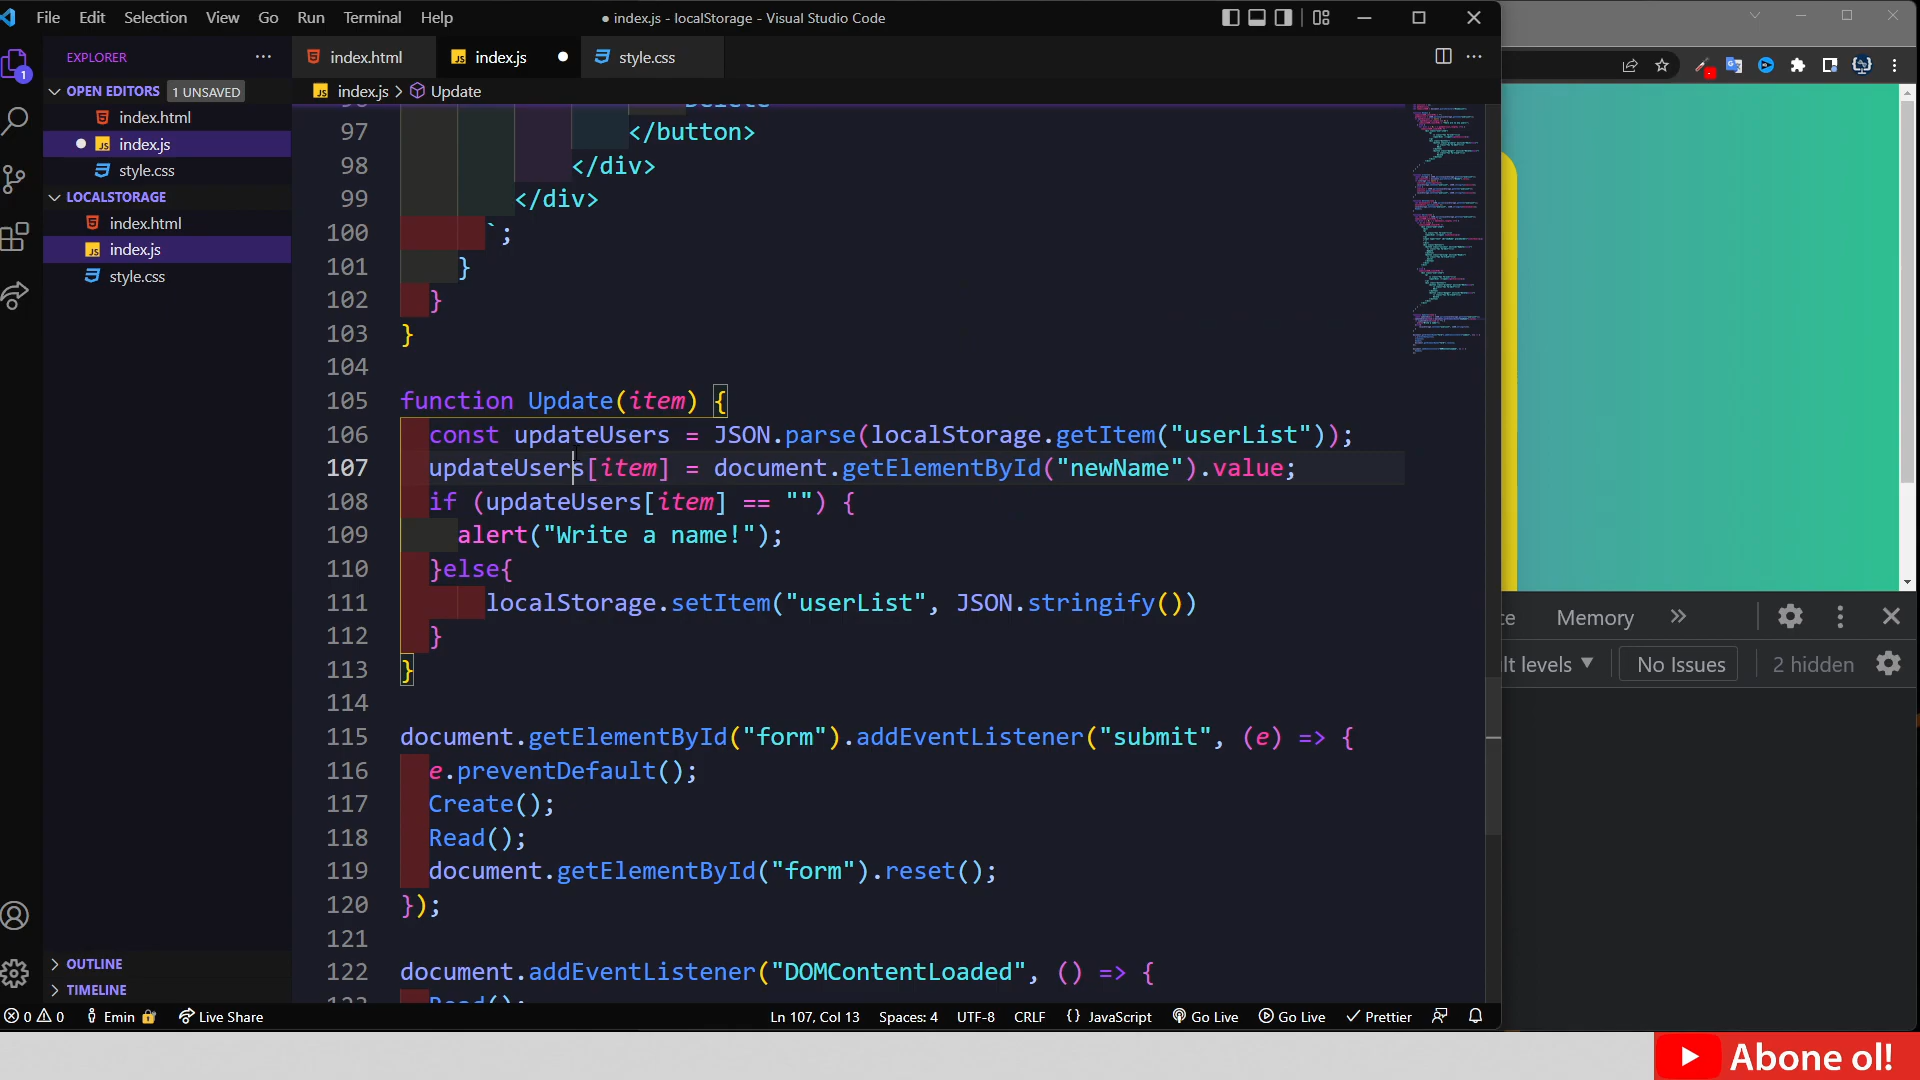 File Edit Selection View Go Run Terminal Help
● index.js - localStorage - Visual Studio Code
EXPLORER
index.html
index.js
style.css
OPEN EDITORS 1 UNSAVED
index.js > Update
index.html
index.js
style.css
LOCALSTORAGE
index.html
index.js
style.css
1
97 </button>
98 </div>
99 </div>
100 `;
101 }
102 }
103 }
104
105 function Update(item) {
106 const updateUsers = JSON.parse(localStorage.getItem("userList"));
107 updateUsers[item] = document.getElementById("newName").value;
108 if (updateUsers[item] == "") {
109 alert("Write a name!");
110 }else{
111 localStorage.setItem("userList", JSON.stringify())
112 }
113 }
114
115 document.getElementById("form").addEventListener("submit", (e) => {
116 e.preventDefault();
117 Create();
118 Read();
119 document.getElementById("form").reset();
120 });
121
122 document.addEventListener("DOMContentLoaded", () => {
Memory
lt levels ▼ No Issues 2 hidden
OUTLINE
TIMELINE
0 0 Emin Live Share
Ln 107, Col 13 Spaces: 4 UTF-8 CRLF {} JavaScript Go Live Go Live Prettier
Abone ol!